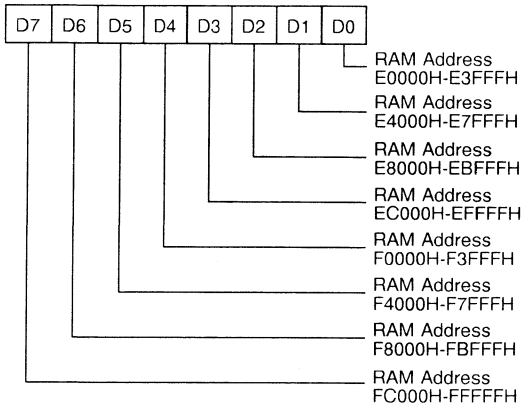 D7 D6 D5 D4 D3 D2 D1 D0
RAM Address
E0000H-E3FFFH
RAM Address
E4000H-E7FFFH
RAM Address
E8000H-EBFFFH
RAM Address
EC000H-EFFFFH
RAM Address
F0000H-F3FFFH
RAM Address
F4000H-F7FFFH
RAM Address
F8000H-FBFFFH
RAM Address
FC000H-FFFFFH